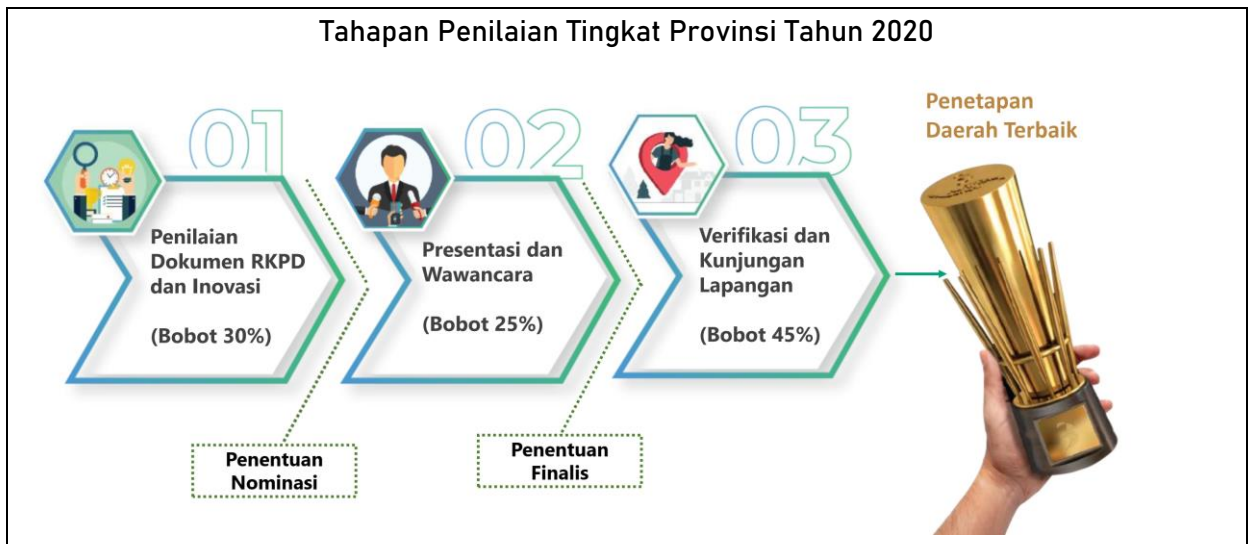 Tahapan Penilaian Tingkat Provinsi Tahun 2020
01
Penilaian
Dokumen RKPD
dan Inovasi
(Bobot 30%)
Penentuan
Nominasi
02
Presentasi dan
Wawancara
(Bobot 25%)
Penentuan
Finalis
03
Verifikasi dan
Kunjungan
Lapangan
(Bobot 45%)
Penetapan
Daerah Terbaik